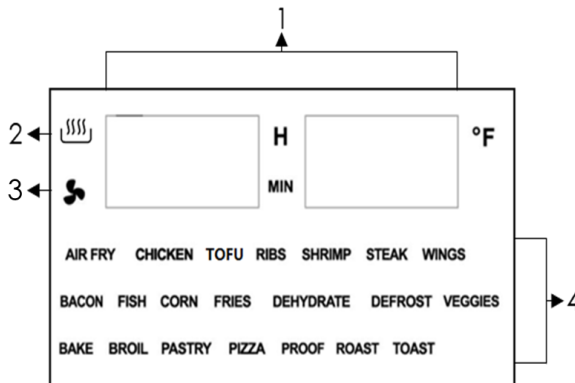 1
2
H
°F
3
MIN
AIR FRY CHICKEN TOFU RIBS SHRIMP STEAK WINGS
BACON FISH CORN FRIES DEHYDRATE DEFROST VEGGIES
4
BAKE BROIL PASTRY PIZZA PROOF ROAST TOAST